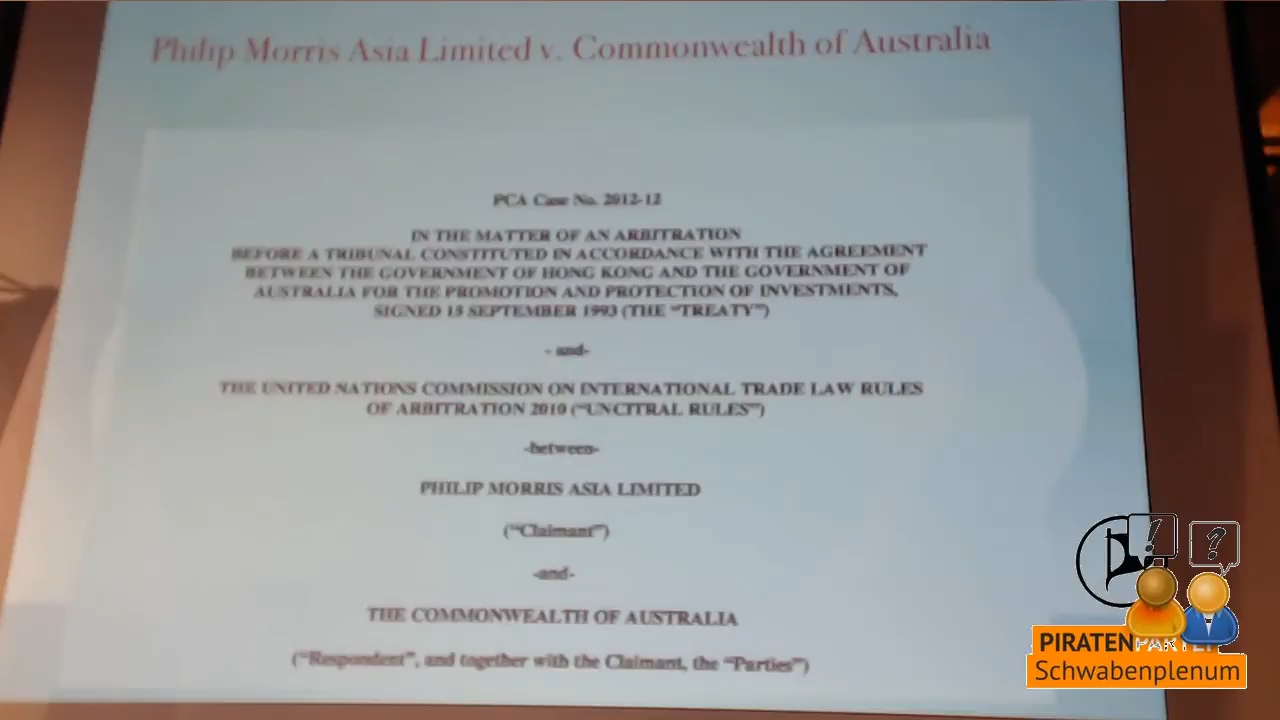 Philip Morris Asia Limited v. Commonwealth of Australia
PCA Case No. 2012-12
IN THE MATTER OF AN ARBITRATION
BEFORE A TRIBUNAL CONSTITUTED IN ACCORDANCE WITH THE AGREEMENT
BETWEEN THE GOVERNMENT OF HONG KONG AND THE GOVERNMENT OF
AUSTRALIA FOR THE PROMOTION AND PROTECTION OF INVESTMENTS,
SIGNED 15 SEPTEMBER 1993 (THE "TREATY")
- and-
THE UNITED NATIONS COMMISSION ON INTERNATIONAL TRADE LAW RULES
OF ARBITRATION 2010 ("UNCITRAL RULES")
-between-
PHILIP MORRIS ASIA LIMITED
("Claimant")
-and-
THE COMMONWEALTH OF AUSTRALIA
("Respondent", and together with the Claimant, the "Parties")
! ?
PIRATENPARTEI
Schwabenplenum